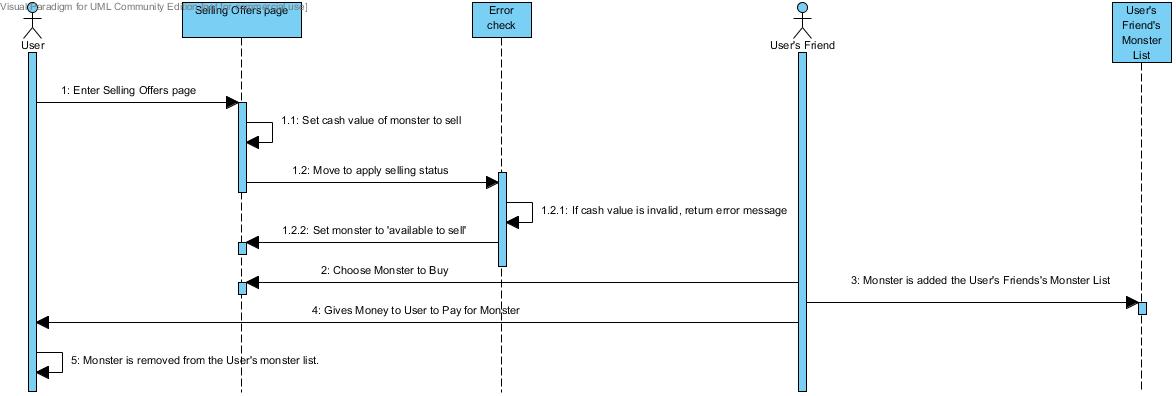 Visual Paradigm for UML Community Edition [not for commercial use]
Selling Offers page
Error
check
User's
Friend's
Monster
List
User
User's Friend
1: Enter Selling Offers page
1.1: Set cash value of monster to sell
1.2: Move to apply selling status
1.2.1: If cash value is invalid, return error message
1.2.2: Set monster to 'available to sell'
2: Choose Monster to Buy
3: Monster is added the User's Friends's Monster List
4: Gives Money to User to Pay for Monster
5: Monster is removed from the User's monster list.